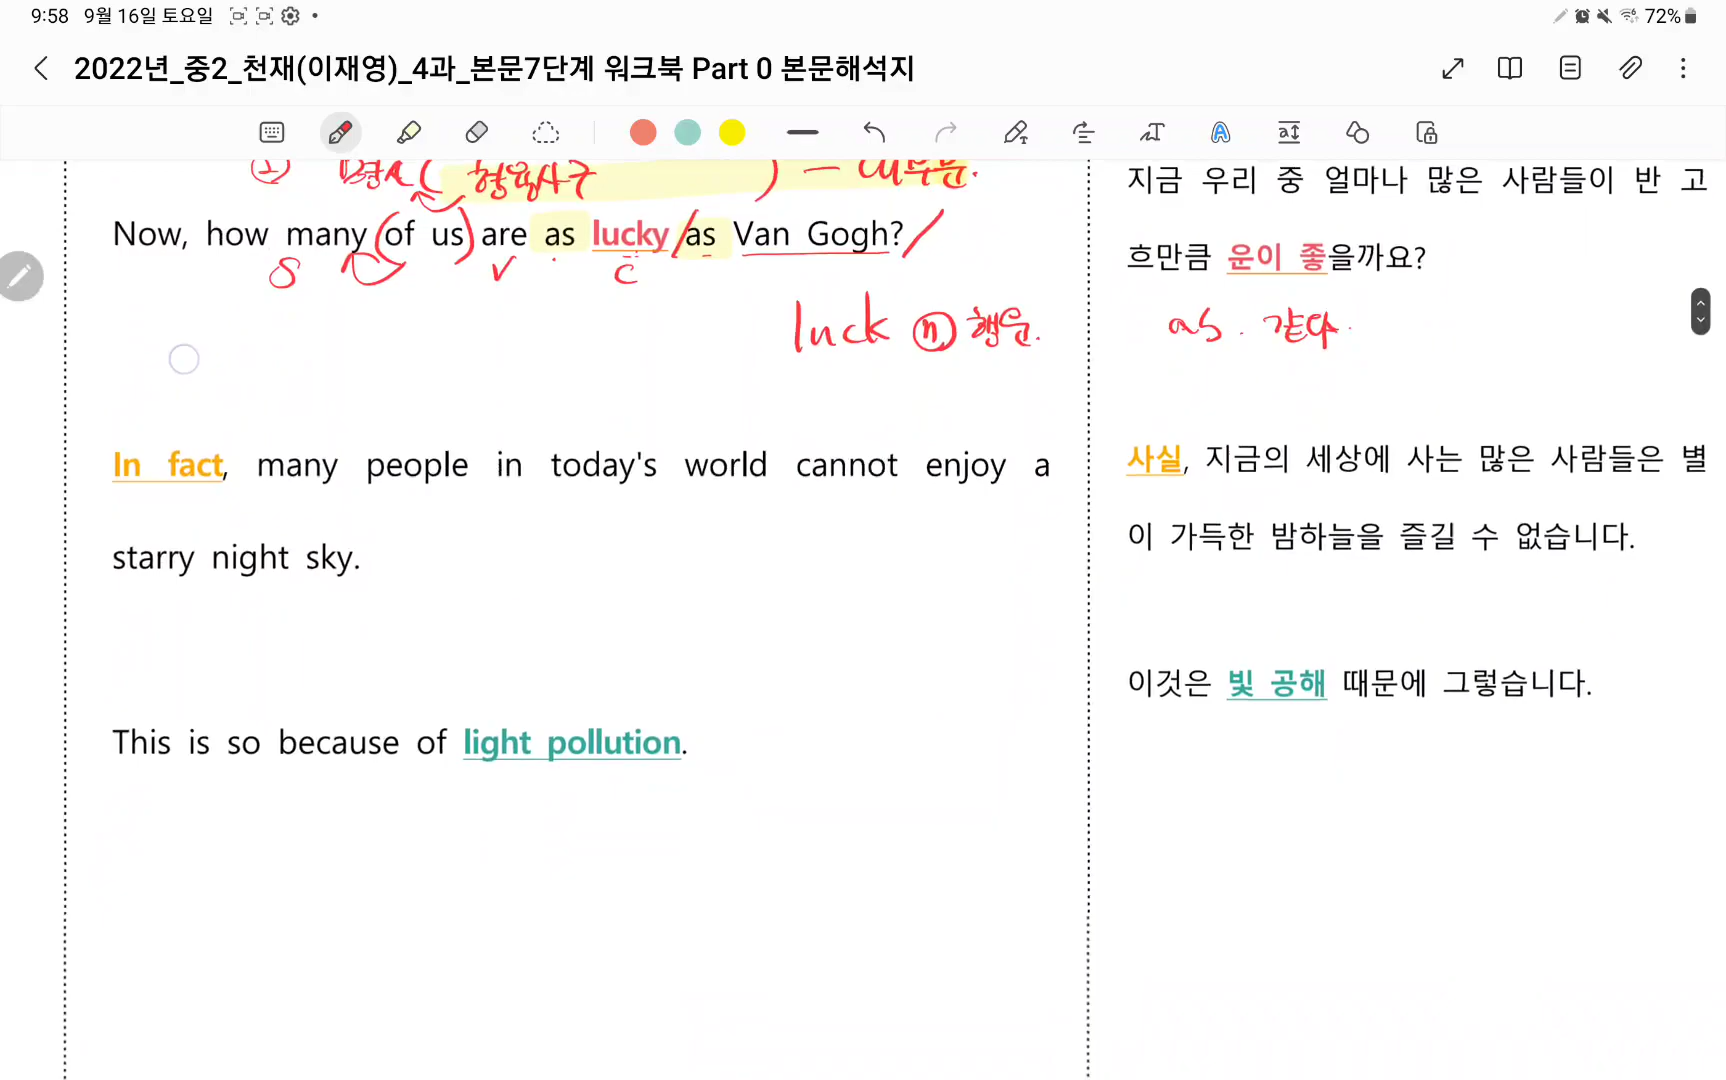 9:58 9월 16일 토요일
72%
2022년_중2_천재(이재영)_4과_본문7단계 워크북 Part 0 본문해석지
② 명사( 형용사구 ) – 대부분.
Now, how many (of us) are as lucky / as Van Gogh? /
S V C
luck ⓝ 행운.
In fact, many people in today's world cannot enjoy a
starry night sky.
This is so because of light pollution.
지금 우리 중 얼마나 많은 사람들이 반 고
흐만큼 운이 좋을까요?
as. 같다.
사실, 지금의 세상에 사는 많은 사람들은 별
이 가득한 밤하늘을 즐길 수 없습니다.
이것은 빛 공해 때문에 그렇습니다.